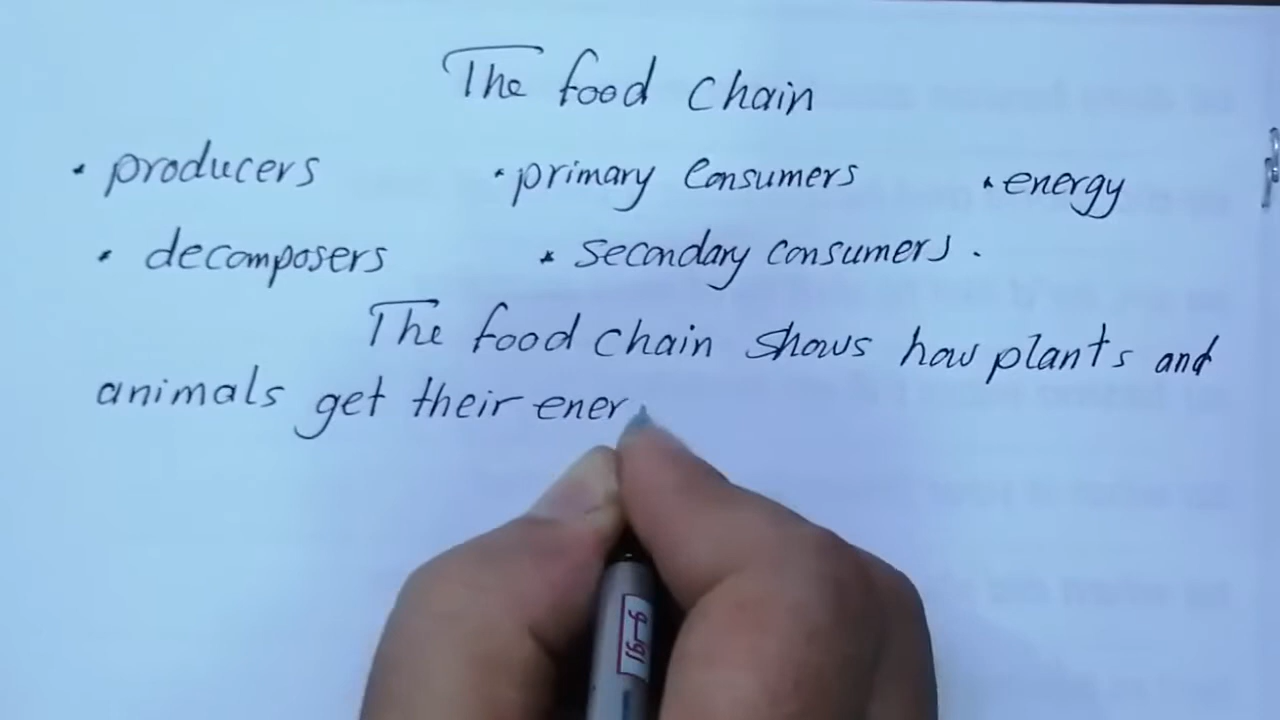 The food chain
• producers • primary consumers • energy
• decomposers • secondary consumers.
The food chain shows how plants and
animals get their ener